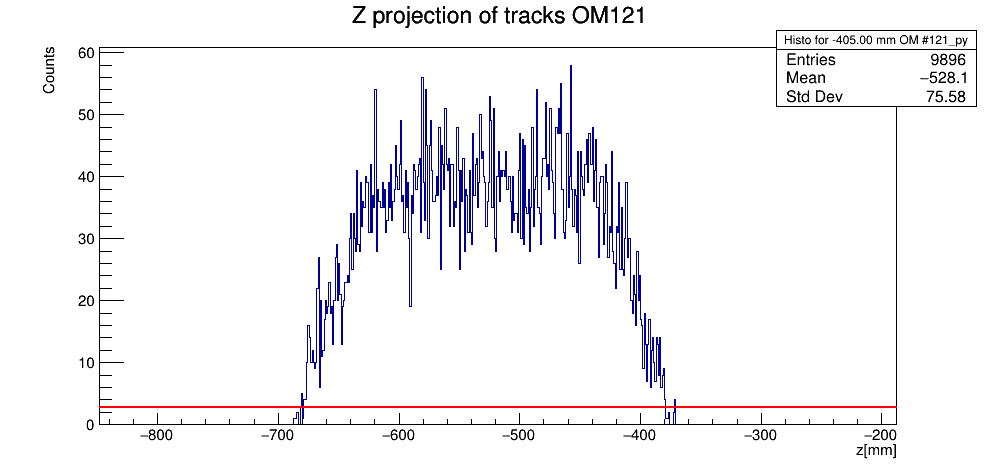 Z projection of tracks OM121
Histo for -405.00 mm OM #121_py
Entries 9896
Mean −528.1
Std Dev 75.58
Counts
60
50
40
30
20
10
0
−800 −700 −600 −500 −400 −300 −200
z[mm]